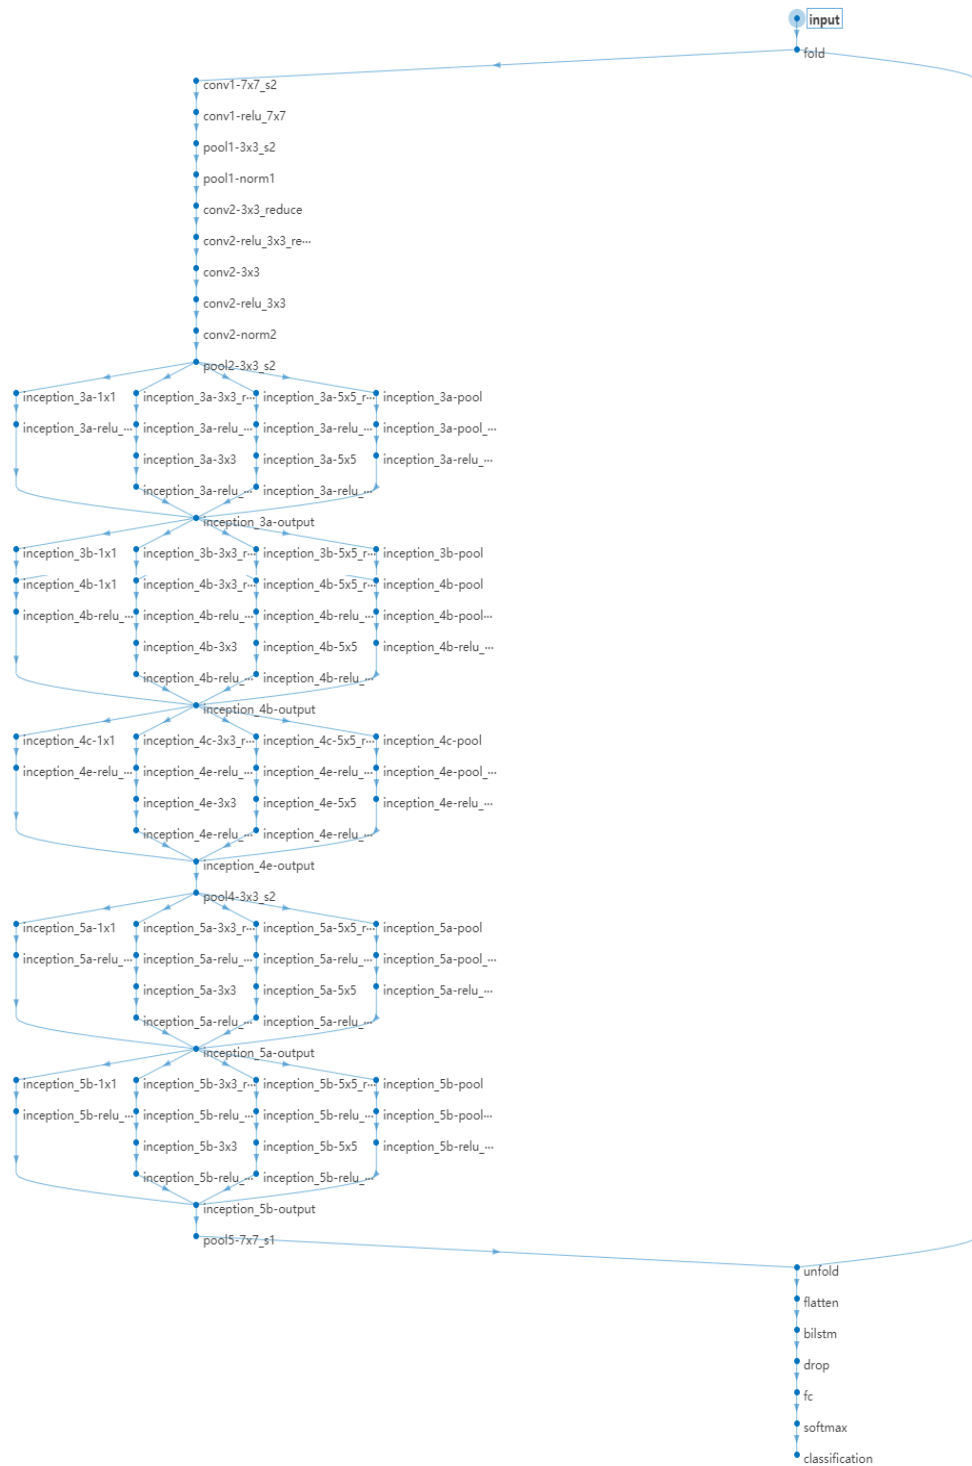 input
fold
conv1-7x7_s2
conv1-relu_7x7
pool1-3x3_s2
pool1-norm1
conv2-3x3_reduce
conv2-relu_3x3_re···
conv2-3x3
conv2-relu_3x3
conv2-norm2
pool2-3x3_s2
inception_3a-1x1 inception_3a-3x3_r··· inception_3a-5x5_r··· inception_3a-pool
inception_3a-relu_··· inception_3a-relu_··· inception_3a-relu_··· inception_3a-pool_···
inception_3a-3x3 inception_3a-5x5 inception_3a-relu_···
inception_3a-relu_··· inception_3a-relu_···
inception_3a-output
inception_3b-1x1 inception_3b-3x3_r··· inception_3b-5x5_r··· inception_3b-pool
inception_4b-1x1 inception_4b-3x3_r··· inception_4b-5x5_r··· inception_4b-pool
inception_4b-relu_··· inception_4b-relu_··· inception_4b-relu_··· inception_4b-pool···
inception_4b-3x3 inception_4b-5x5 inception_4b-relu_···
inception_4b-relu_··· inception_4b-relu_···
inception_4b-output
inception_4c-1x1 inception_4c-3x3_r··· inception_4c-5x5_r··· inception_4c-pool
inception_4e-relu_··· inception_4e-relu_··· inception_4e-relu_··· inception_4e-pool_···
inception_4e-3x3 inception_4e-5x5 inception_4e-relu_···
inception_4e-relu_··· inception_4e-relu_···
inception_4e-output
pool4-3x3_s2
inception_5a-1x1 inception_5a-3x3_r··· inception_5a-5x5_r··· inception_5a-pool
inception_5a-relu_··· inception_5a-relu_··· inception_5a-relu_··· inception_5a-pool_···
inception_5a-3x3 inception_5a-5x5 inception_5a-relu_···
inception_5a-relu_··· inception_5a-relu_···
inception_5a-output
inception_5b-1x1 inception_5b-3x3_r··· inception_5b-5x5_r··· inception_5b-pool
inception_5b-relu_··· inception_5b-relu_··· inception_5b-relu_··· inception_5b-pool···
inception_5b-3x3 inception_5b-5x5 inception_5b-relu_···
inception_5b-relu_··· inception_5b-relu_···
inception_5b-output
pool5-7x7_s1
unfold
flatten
bilstm
drop
fc
softmax
classification